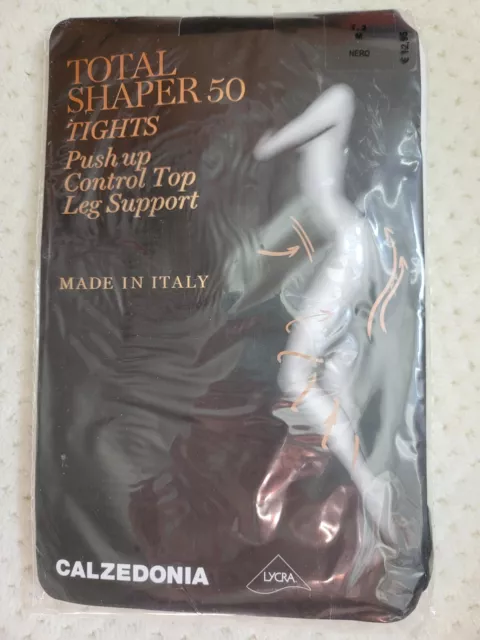 TOTAL
SHAPER 50
TIGHTS
Push up
Control Top
Leg Support
MADE IN ITALY
NERO
CALZEDONIA
LYCRA